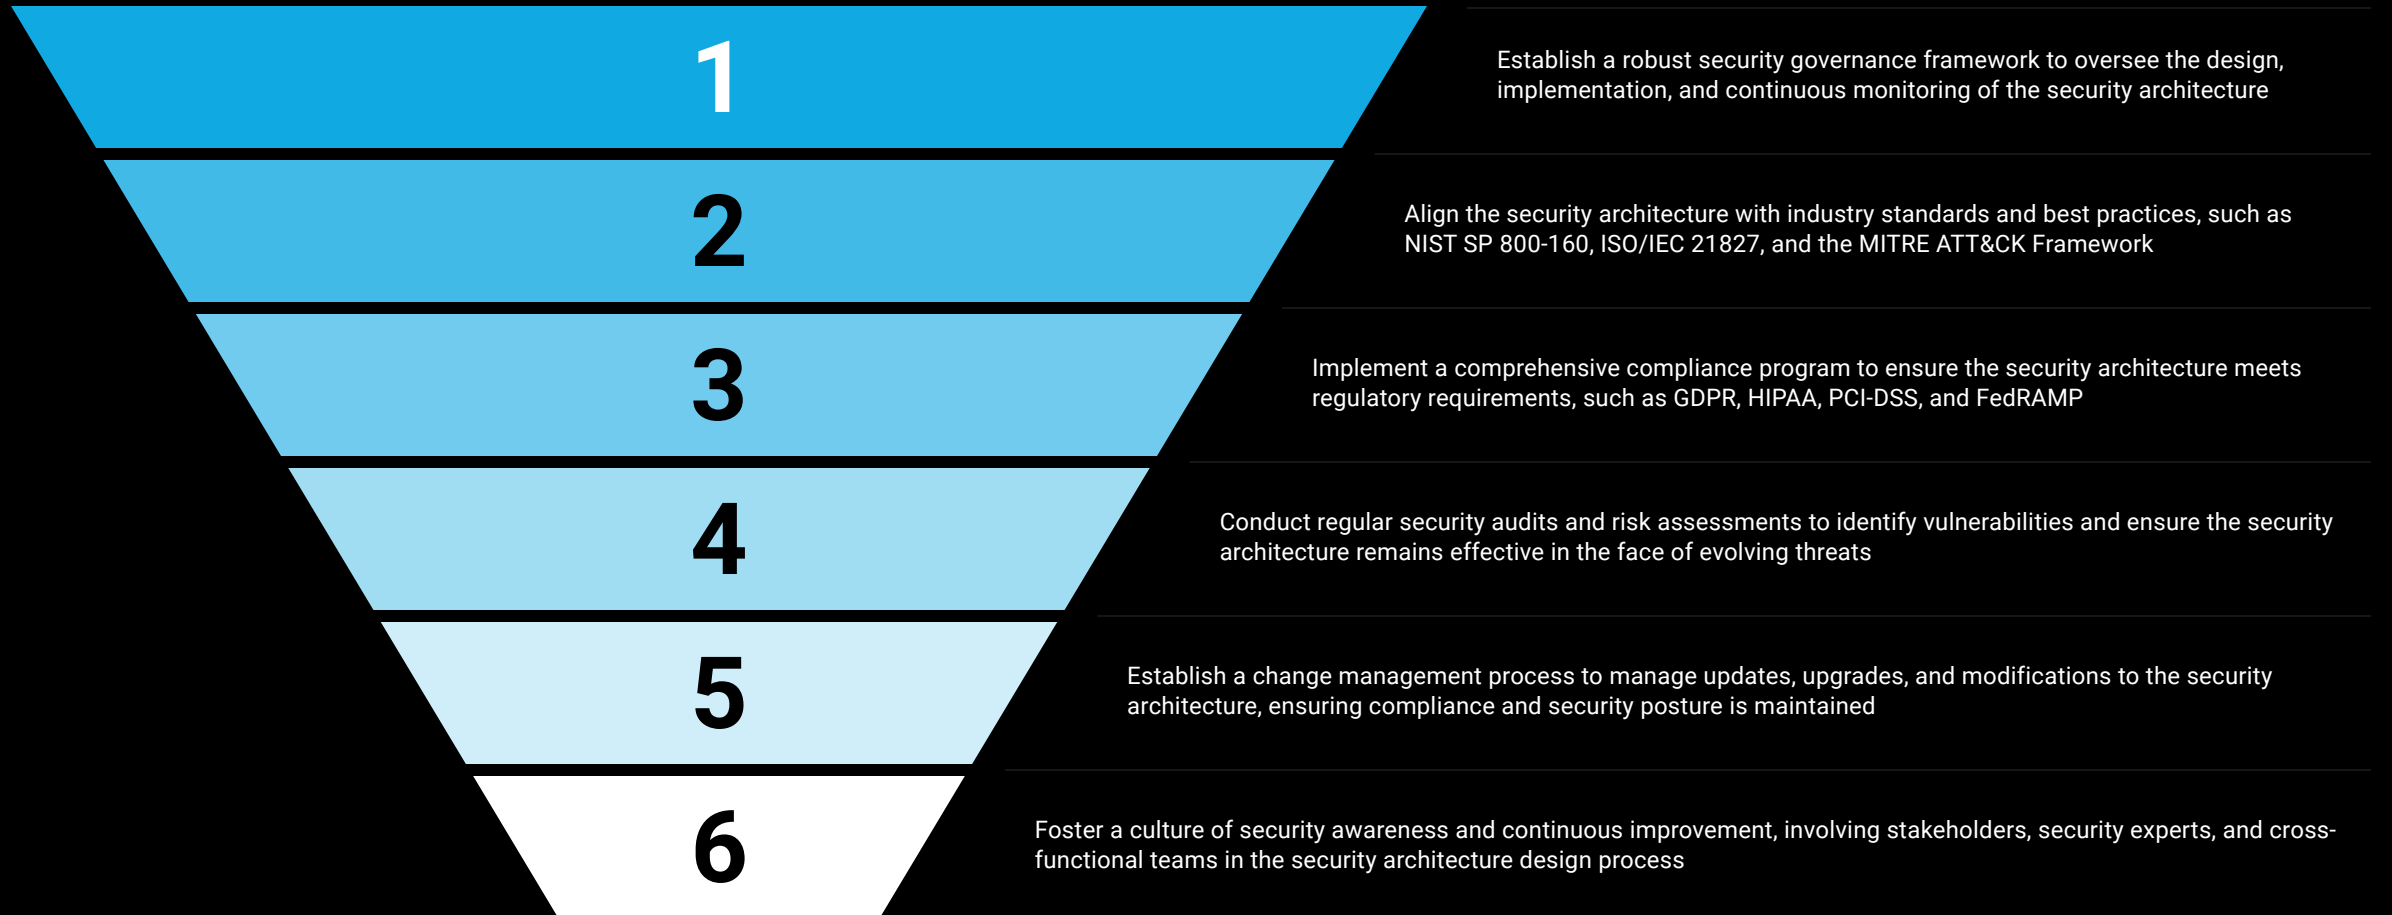 1
Establish a robust security governance framework to oversee the design,
implementation, and continuous monitoring of the security architecture
2
Align the security architecture with industry standards and best practices, such as
NIST SP 800-160, ISO/IEC 21827, and the MITRE ATT&CK Framework
3
Implement a comprehensive compliance program to ensure the security architecture meets
regulatory requirements, such as GDPR, HIPAA, PCI-DSS, and FedRAMP
4
Conduct regular security audits and risk assessments to identify vulnerabilities and ensure the security
architecture remains effective in the face of evolving threats
5
Establish a change management process to manage updates, upgrades, and modifications to the security
architecture, ensuring compliance and security posture is maintained
6
Foster a culture of security awareness and continuous improvement, involving stakeholders, security experts, and cross-
functional teams in the security architecture design process